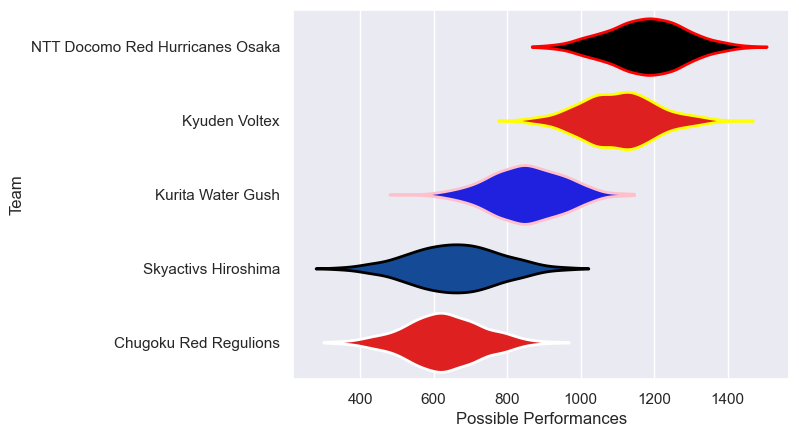 NTT Docomo Red Hurricanes Osaka
Kyuden Voltex
Kurita Water Gush
Skyactivs Hiroshima
Chugoku Red Regulions
Team
400 600 800 1000 1200 1400
Possible Performances